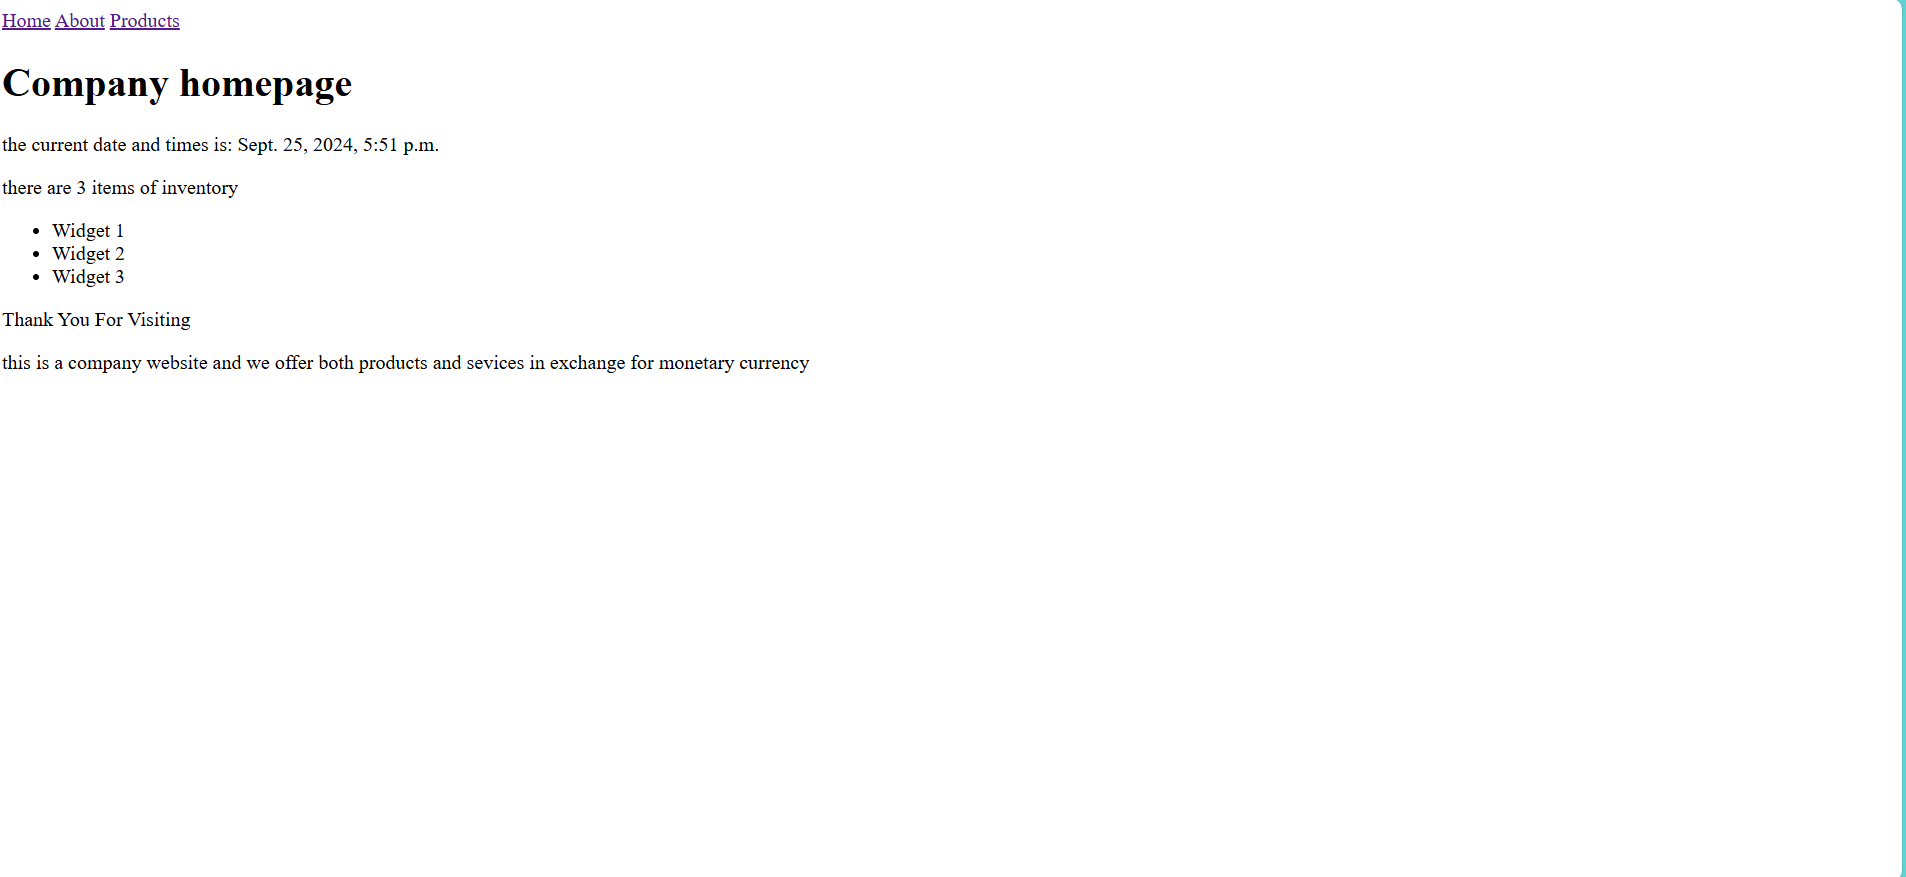 Home About Products
Company homepage
the current date and times is: Sept. 25, 2024, 5:51 p.m.
there are 3 items of inventory
Widget 1
Widget 2
Widget 3
Thank You For Visiting
this is a company website and we offer both products and sevices in exchange for monetary currency